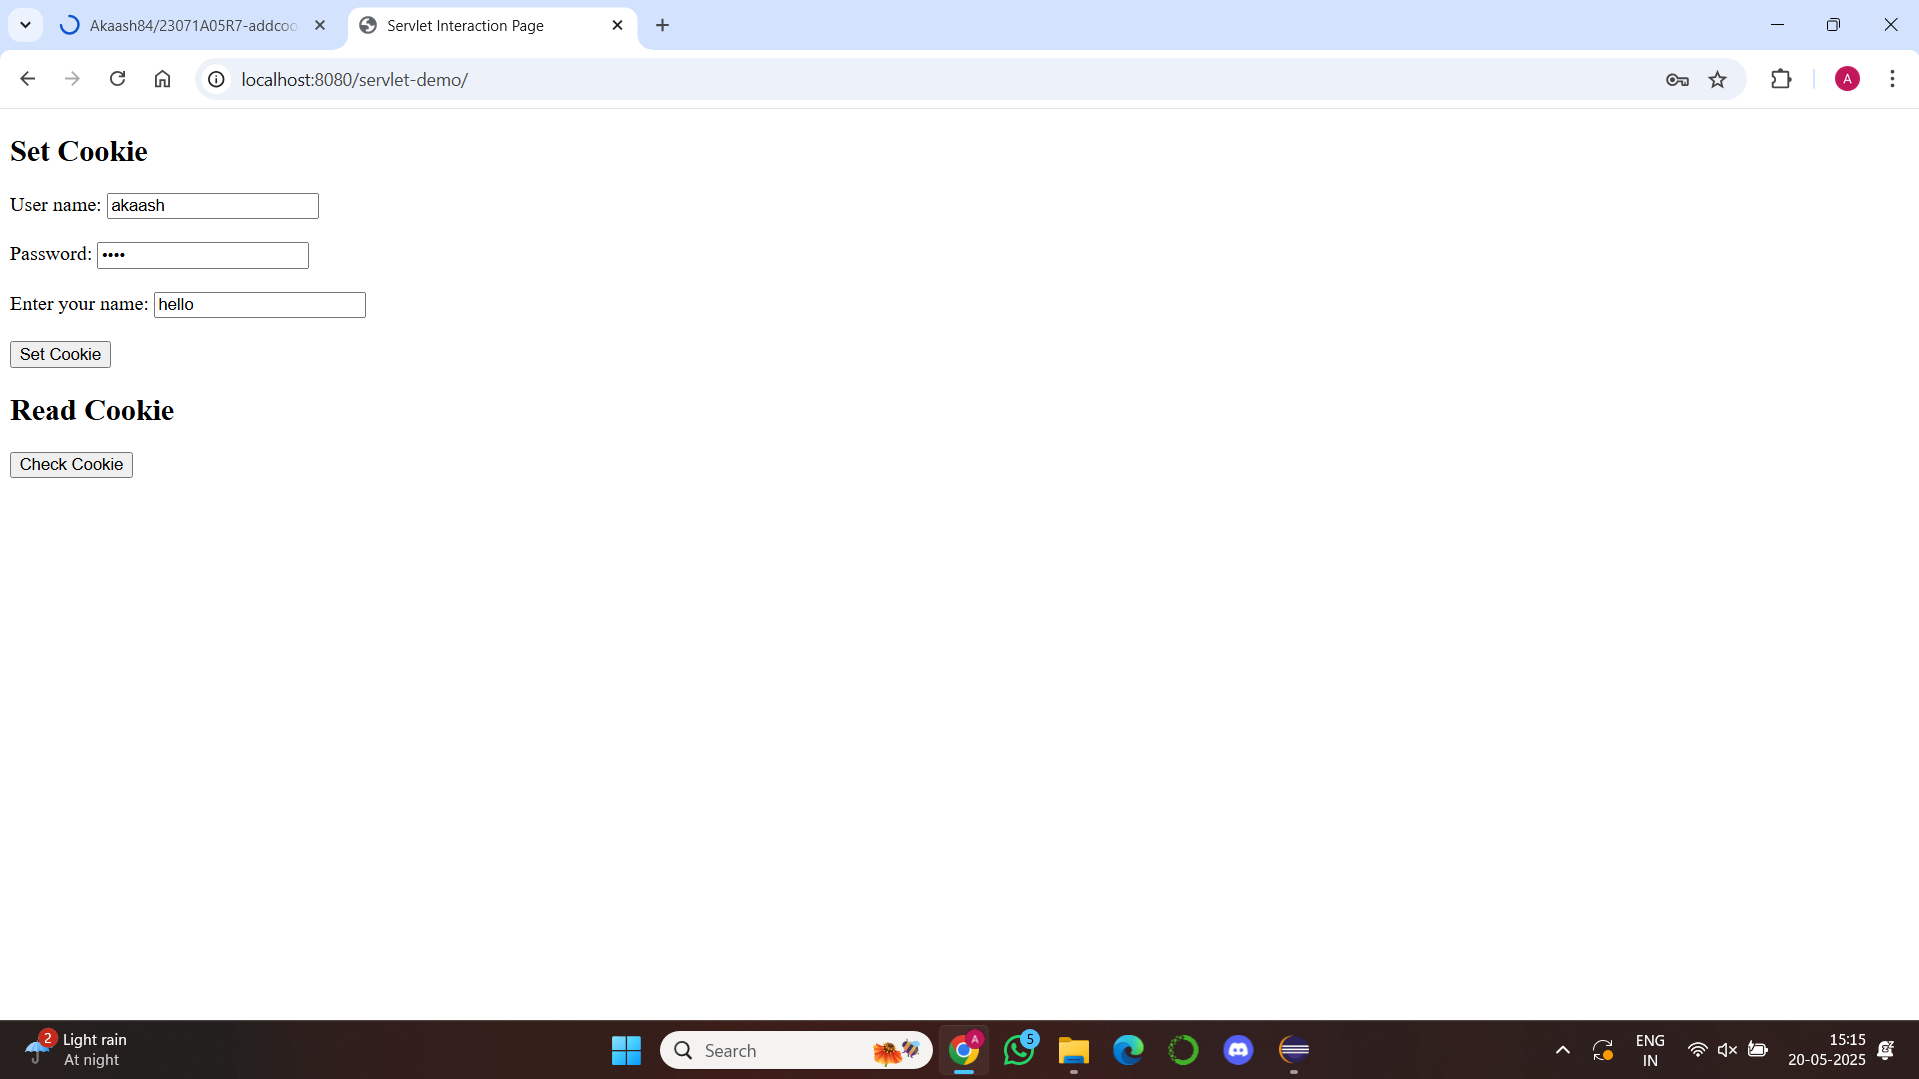 Akaash84/23071A05R7-addcoo
Servlet Interaction Page
localhost:8080/servlet-demo/
A
Set Cookie
User name: akaash
Password: ••••
Enter your name: hello
Set Cookie
Read Cookie
Check Cookie
2
Light rain
At night
Search
A
5
ENG
IN
15:15
20-05-2025